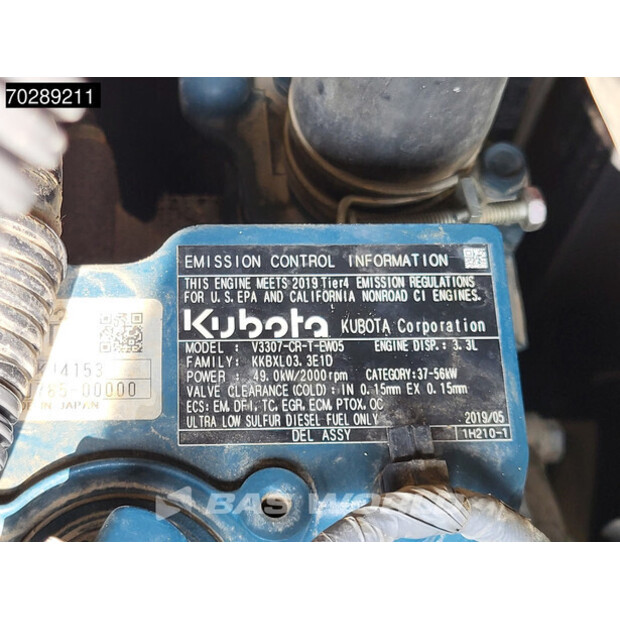 70289211
EMISSION CONTROL INFORMATION
THIS ENGINE MEETS 2019 Tier4 EMISSION REGULATIONS
FOR U.S. EPA AND CALIFORNIA NONROAD CI ENGINES.
Kubota KUBOTA Corporation
MODEL : V3307-CR-T-EW05 ENGINE DISP.: 3.3L
FAMILY: KKBXL03.3E1D
POWER : 49.0kW/2000rpm CATEGORY:37-56kW
VALVE CLEARANCE(COLD): IN 0.15mm EX 0.15mm
ECS: EM, DFI, TC, EGR, ECM, PTOX, OC
ULTRA LOW SULFUR DIESEL FUEL ONLY 2019/05
DEL ASSY 1H210-1
4153
-00000
JAPAN
BAS WORLD